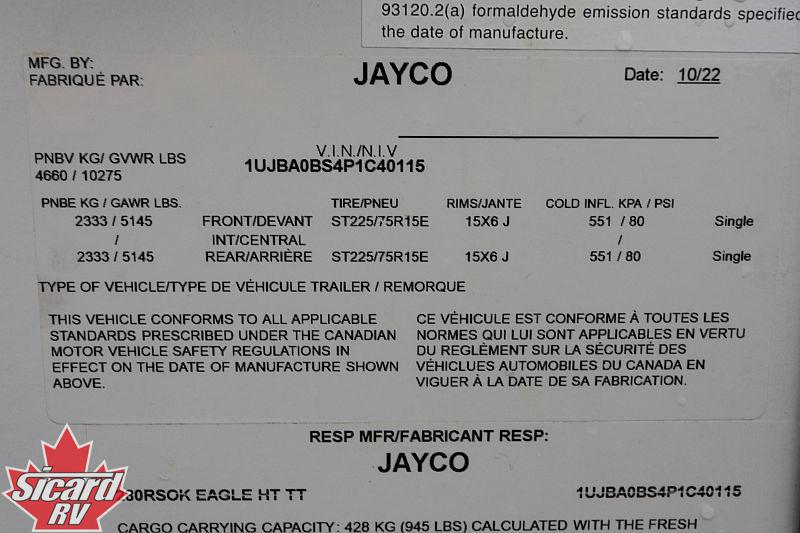 93120.2(a) formaldehyde emission standards specified
the date of manufacture.
MFG. BY:
FABRIQUÉ PAR:
JAYCO
Date: 10/22
V.I.N./N.I.V
PNBV KG/ GVWR LBS
1UJBA0BS4P1C40115
4660 / 10275
PNBE KG / GAWR LBS. TIRE/PNEU RIMS/JANTE COLD INFL. KPA / PSI
2333 / 5145 FRONT/DEVANT ST225/75R15E 15X6 J 551 / 80 Single
/ INT/CENTRAL /
2333 / 5145 REAR/ARRIÈRE ST225/75R15E 15X6 J 551 / 80 Single
TYPE OF VEHICLE/TYPE DE VÉHICULE TRAILER / REMORQUE
THIS VEHICLE CONFORMS TO ALL APPLICABLE
STANDARDS PRESCRIBED UNDER THE CANADIAN
MOTOR VEHICLE SAFETY REGULATIONS IN
EFFECT ON THE DATE OF MANUFACTURE SHOWN
ABOVE.
CE VÉHICULE EST CONFORME À TOUTES LES
NORMES QUI LUI SONT APPLICABLES EN VERTU
DU REGLÈMENT SUR LA SÉCURITÉ DES
VÉHICLUES AUTOMOBILES DU CANADA EN
VIGUER À LA DATE DE SA FABRICATION.
RESP MFR/FABRICANT RESP:
JAYCO
230RSOK EAGLE HT TT
1UJBA0BS4P1C40115
CARGO CARRYING CAPACITY: 428 KG (945 LBS) CALCULATED WITH THE FRESH
Sicard
RV